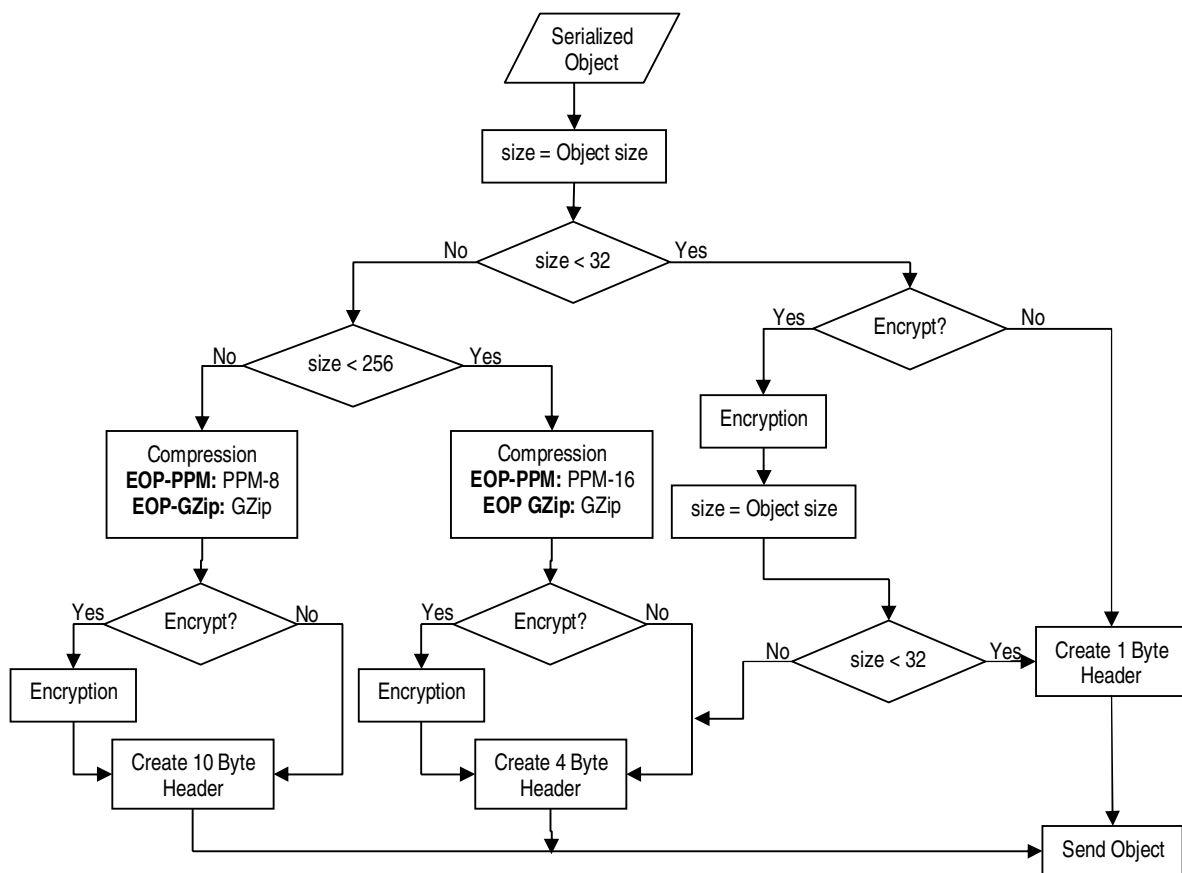 Serialized
Object
size = Object size
No
size < 32
Yes
Yes
Encrypt?
No
No
size < 256
Yes
Encryption
Compression
EOP-PPM: PPM-8
EOP-GZip: GZip
Compression
EOP-PPM: PPM-16
EOP GZip: GZip
size = Object size
Yes
Encrypt?
No
Yes
Encrypt?
No
No
size < 32
Yes
Create 1 Byte
Header
Encryption
Encryption
Create 10 Byte
Header
Create 4 Byte
Header
Send Object